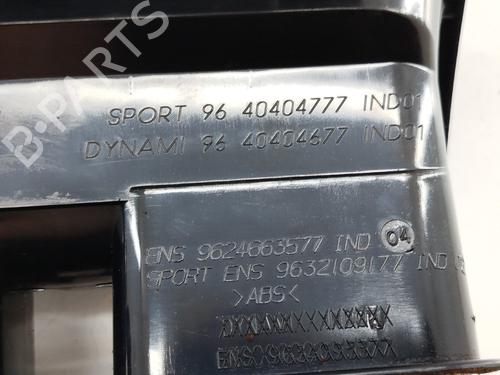 B-PARTS
SPORT 96 40404777 IND01
DYNAMI 96 40404677 IND01
ENS 9624663577 IND 04
SPORT ENS 9632109177 IND
>ABS<